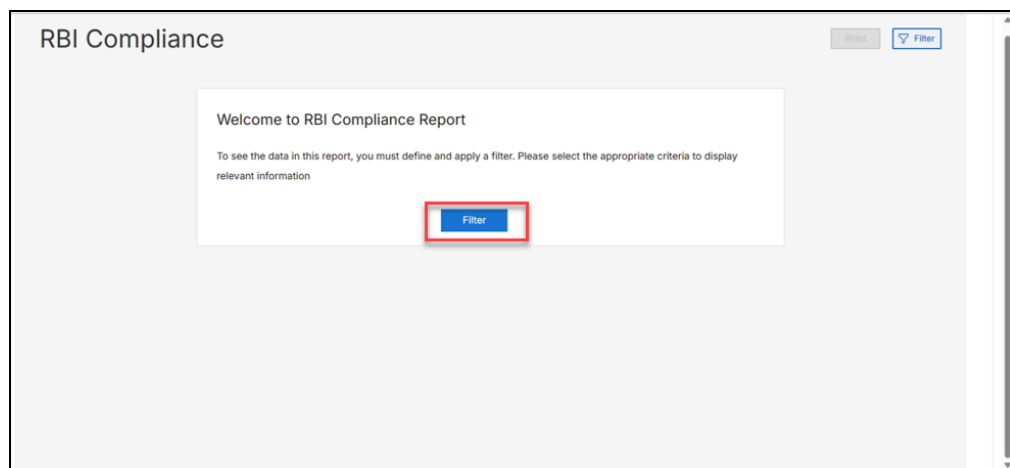 RBI Compliance
Print
Filter
Welcome to RBI Compliance Report
To see the data in this report, you must define and apply a filter. Please select the appropriate criteria to display
relevant information
Filter